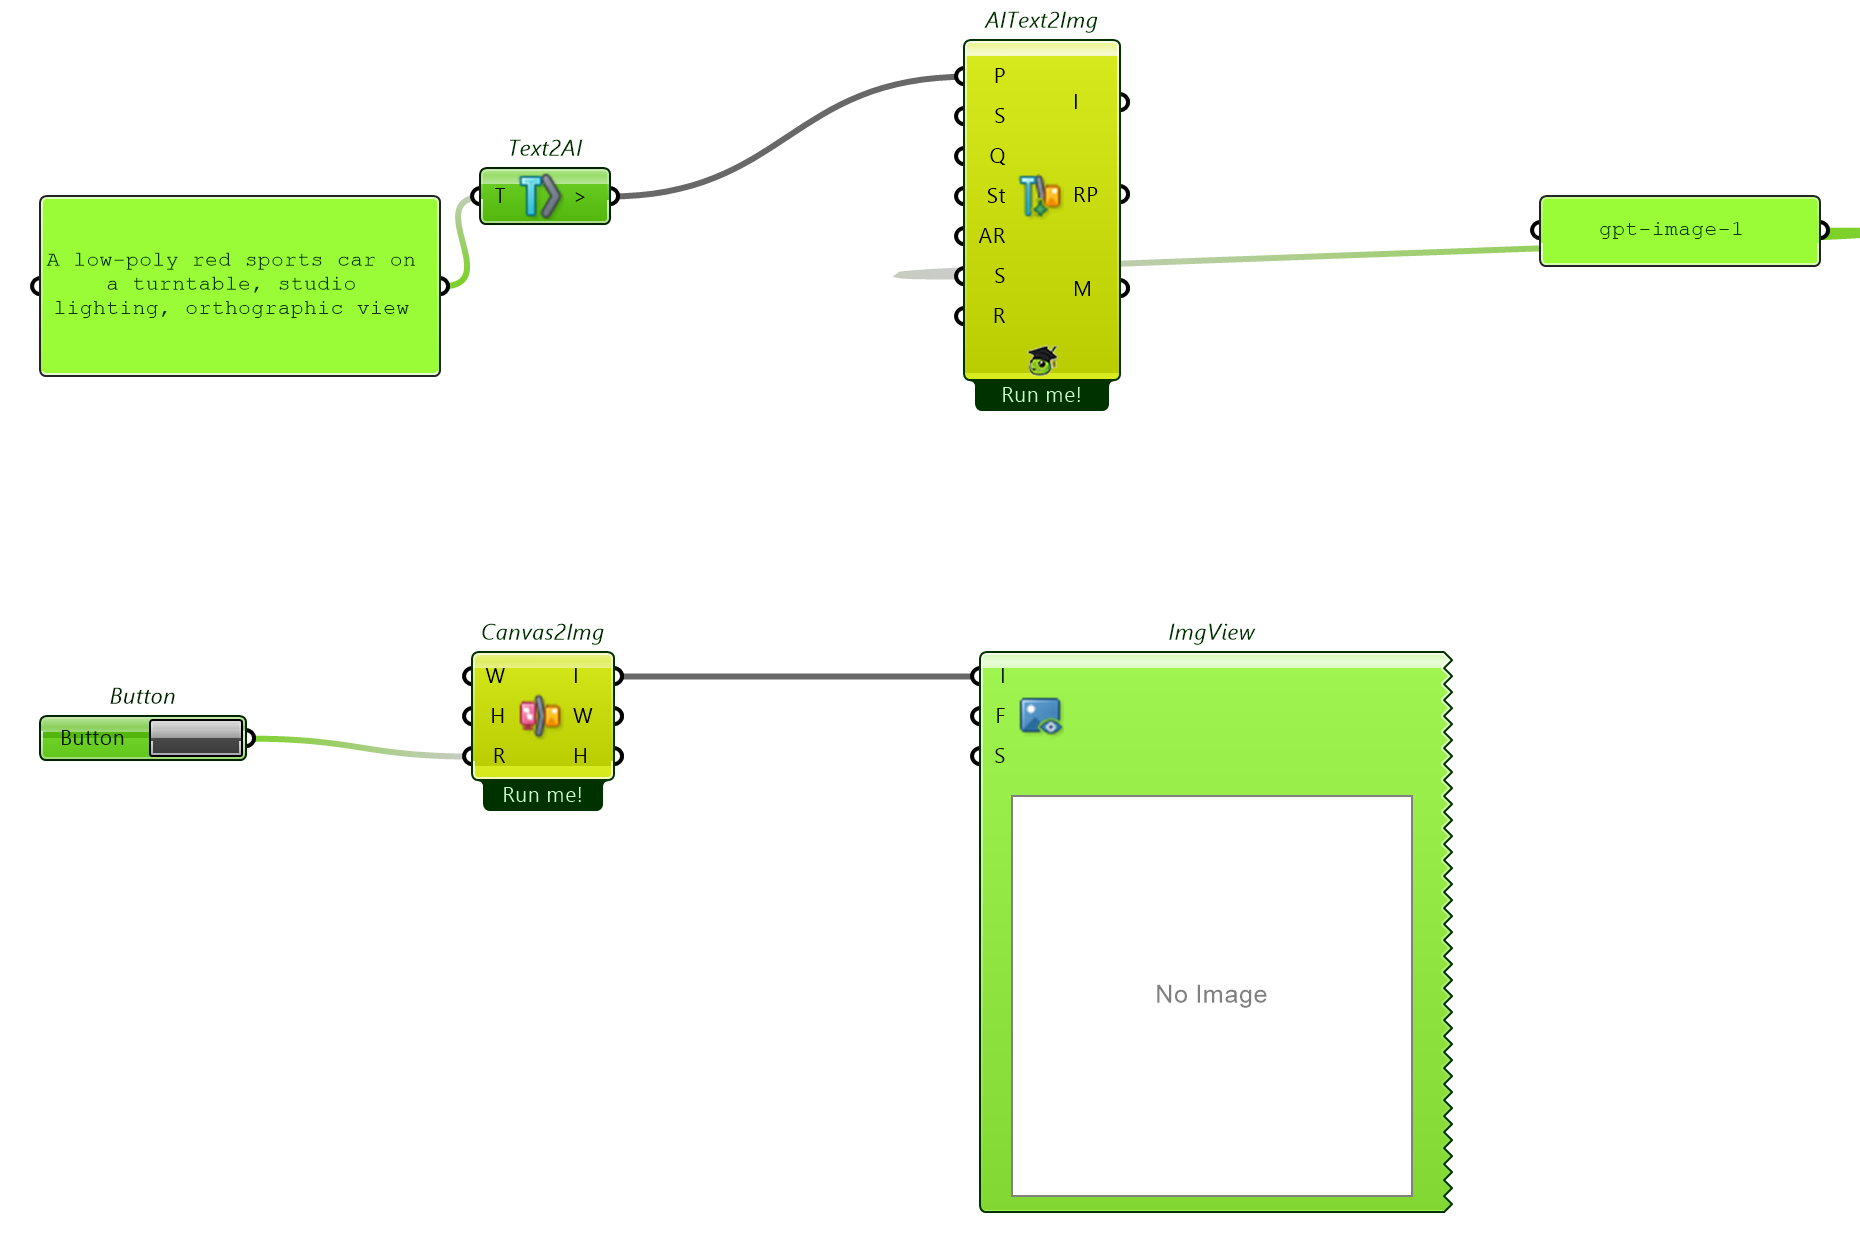 AIText2Img
P
S
I
Q
St
RP
AR
S
M
R
Run me!
Text2AI
T >
A low-poly red sports car on
a turntable, studio
lighting, orthographic view
gpt-image-1
Canvas2Img
W I
H W
R H
Run me!
Button
Button
ImgView
I
F
S
No Image